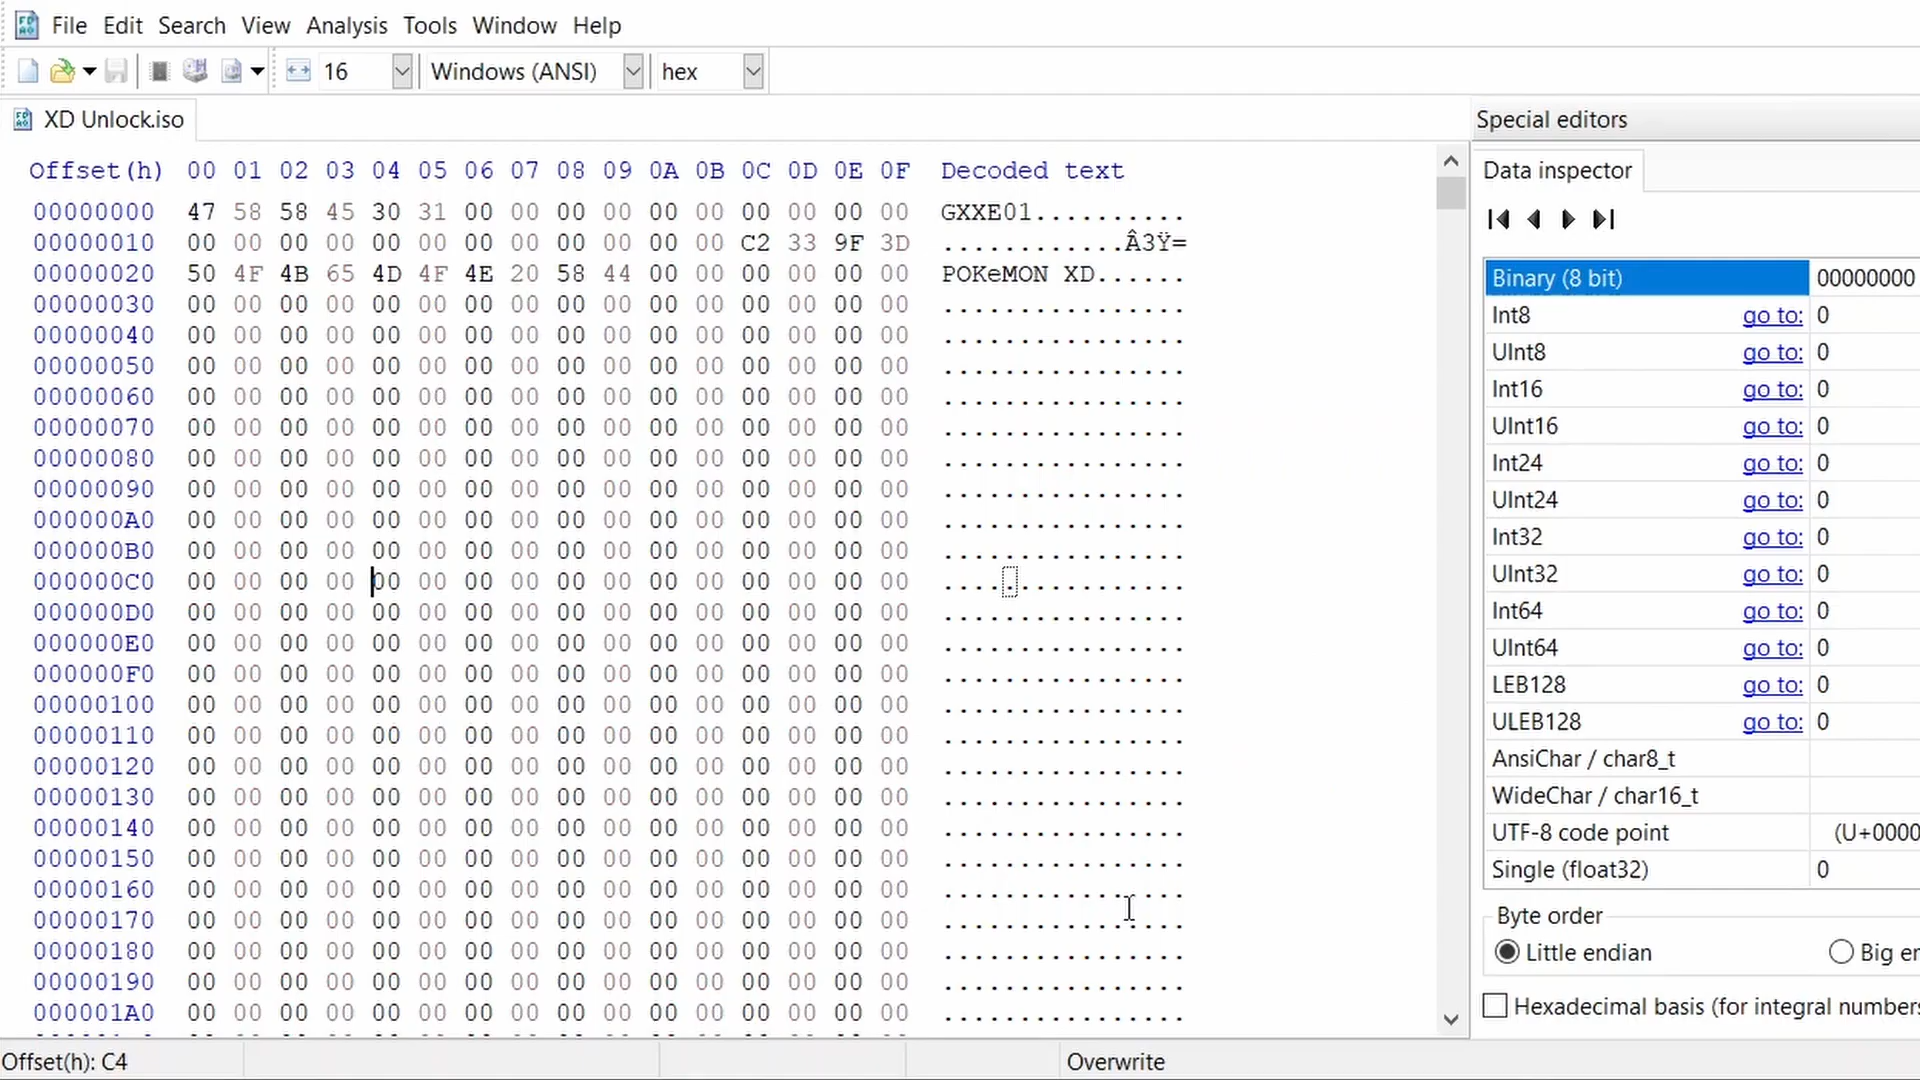 File Edit Search View Analysis Tools Window Help
16 Windows (ANSI) hex
XD Unlock.iso
Special editors
Offset(h) 00 01 02 03 04 05 06 07 08 09 0A 0B 0C 0D 0E 0F Decoded text
Data inspector
00000000 47 58 58 45 30 31 00 00 00 00 00 00 00 00 00 00 GXXE01..........
00000010 00 00 00 00 00 00 00 00 00 00 00 00 C2 33 9F 3D ............Â3Ÿ=
00000020 50 4F 4B 65 4D 4F 4E 20 58 44 00 00 00 00 00 00 POKeMON XD......
00000030 00 00 00 00 00 00 00 00 00 00 00 00 00 00 00 00 ................
00000040 00 00 00 00 00 00 00 00 00 00 00 00 00 00 00 00 ................
00000050 00 00 00 00 00 00 00 00 00 00 00 00 00 00 00 00 ................
00000060 00 00 00 00 00 00 00 00 00 00 00 00 00 00 00 00 ................
00000070 00 00 00 00 00 00 00 00 00 00 00 00 00 00 00 00 ................
00000080 00 00 00 00 00 00 00 00 00 00 00 00 00 00 00 00 ................
00000090 00 00 00 00 00 00 00 00 00 00 00 00 00 00 00 00 ................
000000A0 00 00 00 00 00 00 00 00 00 00 00 00 00 00 00 00 ................
000000B0 00 00 00 00 00 00 00 00 00 00 00 00 00 00 00 00 ................
000000C0 00 00 00 00 00 00 00 00 00 00 00 00 00 00 00 00 ................
000000D0 00 00 00 00 00 00 00 00 00 00 00 00 00 00 00 00 ................
000000E0 00 00 00 00 00 00 00 00 00 00 00 00 00 00 00 00 ................
000000F0 00 00 00 00 00 00 00 00 00 00 00 00 00 00 00 00 ................
00000100 00 00 00 00 00 00 00 00 00 00 00 00 00 00 00 00 ................
00000110 00 00 00 00 00 00 00 00 00 00 00 00 00 00 00 00 ................
00000120 00 00 00 00 00 00 00 00 00 00 00 00 00 00 00 00 ................
00000130 00 00 00 00 00 00 00 00 00 00 00 00 00 00 00 00 ................
00000140 00 00 00 00 00 00 00 00 00 00 00 00 00 00 00 00 ................
00000150 00 00 00 00 00 00 00 00 00 00 00 00 00 00 00 00 ................
00000160 00 00 00 00 00 00 00 00 00 00 00 00 00 00 00 00 ................
00000170 00 00 00 00 00 00 00 00 00 00 00 00 00 00 00 00 ................
00000180 00 00 00 00 00 00 00 00 00 00 00 00 00 00 00 00 ................
00000190 00 00 00 00 00 00 00 00 00 00 00 00 00 00 00 00 ................
000001A0 00 00 00 00 00 00 00 00 00 00 00 00 00 00 00 00 ................
Binary (8 bit) 00000000
Int8 go to: 0
UInt8 go to: 0
Int16 go to: 0
UInt16 go to: 0
Int24 go to: 0
UInt24 go to: 0
Int32 go to: 0
UInt32 go to: 0
Int64 go to: 0
UInt64 go to: 0
LEB128 go to: 0
ULEB128 go to: 0
AnsiChar / char8_t
WideChar / char16_t
UTF-8 code point (U+0000
Single (float32) 0
Byte order
Little endian Big en
Hexadecimal basis (for integral numbers
Offset(h): C4 Overwrite